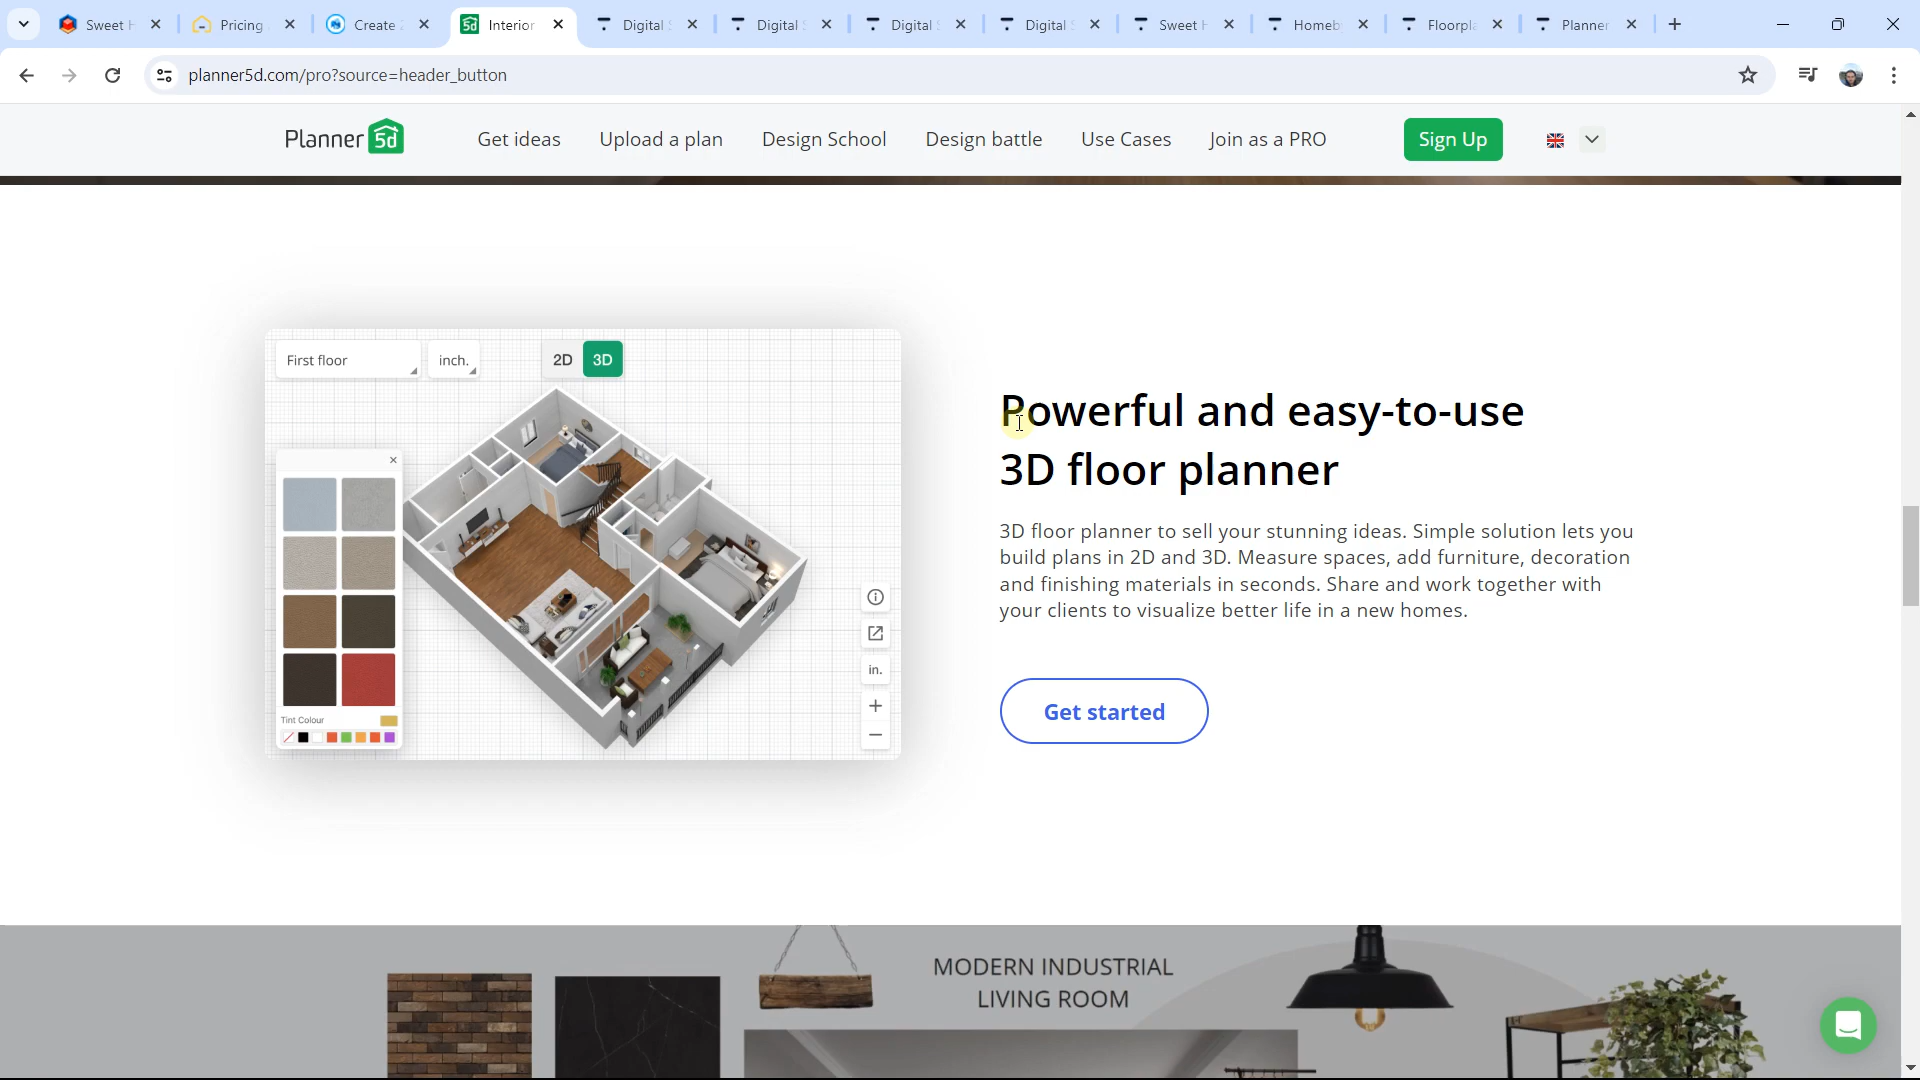 Sweet H
Pricing
Create
Interior
Digital S
Digital S
Digital S
Digital S
Sweet H
Homeb
Floorpla
Planner
planner5d.com/pro?source=header_button
Planner 5d
Get ideas
Upload a plan
Design School
Design battle
Use Cases
Join as a PRO
Sign Up
First floor
inch.
2D
3D
Tint Colour
in.
Powerful and easy-to-use
3D floor planner
3D floor planner to sell your stunning ideas. Simple solution lets you
build plans in 2D and 3D. Measure spaces, add furniture, decoration
and finishing materials in seconds. Share and work together with
your clients to visualize better life in a new homes.
Get started
MODERN INDUSTRIAL
LIVING ROOM